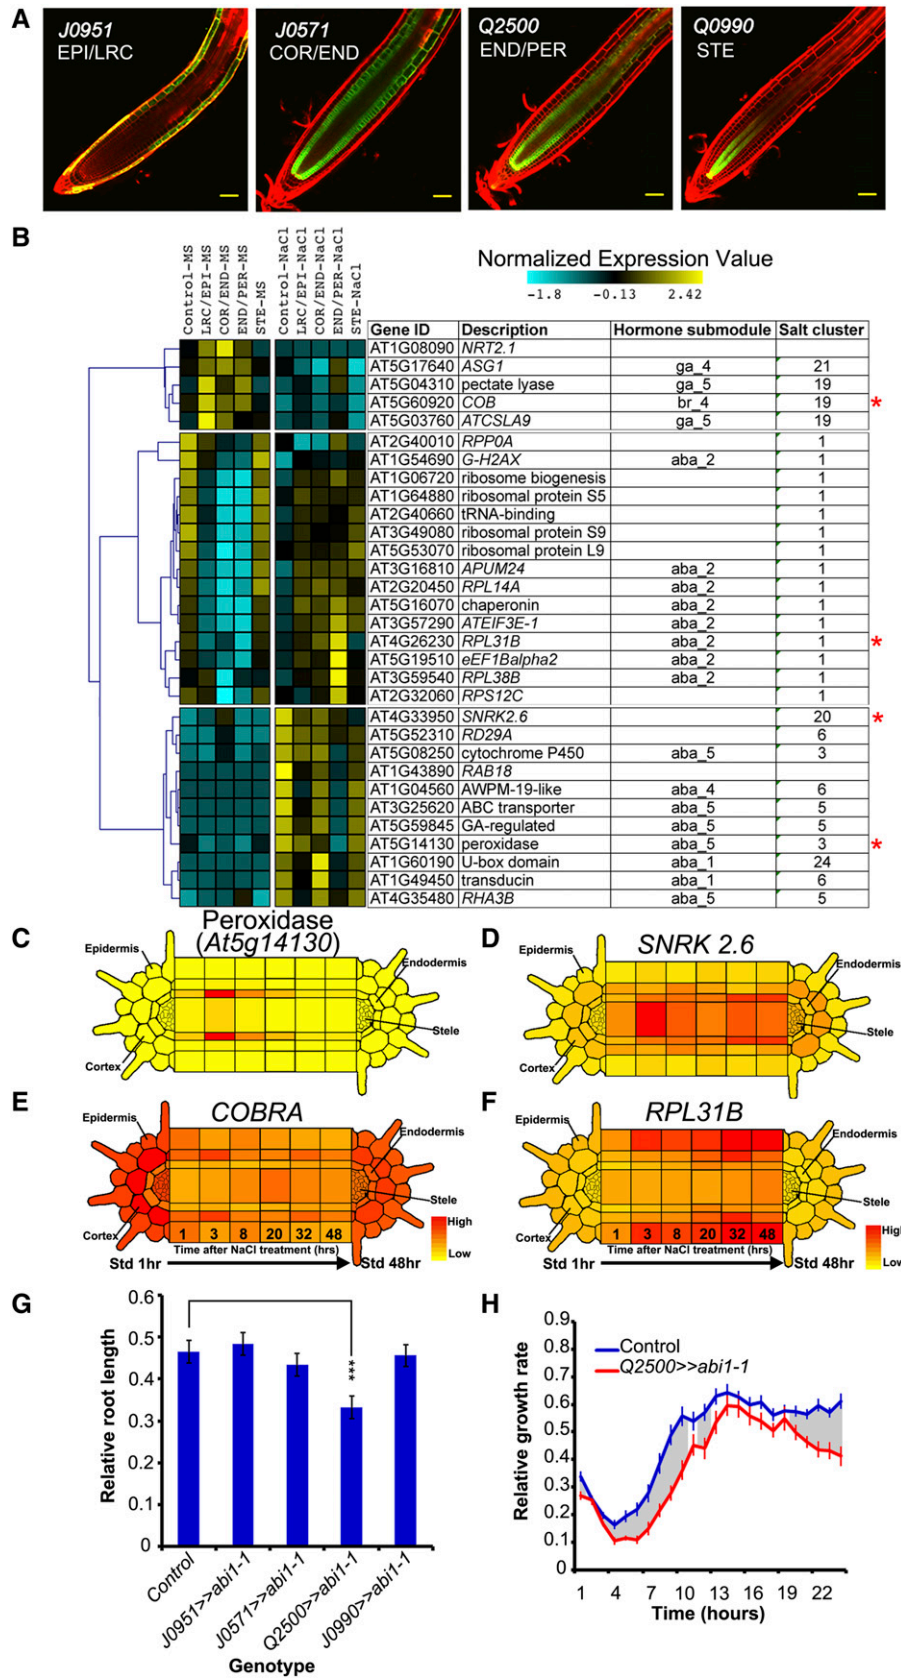 A
J0951
EPI/LRC
J0571
COR/END
Q2500
END/PER
Q0990
STE
B
Control-MS
LRC/EPI-MS
COR/END-MS
END/PER-MS
STE-MS
Control-NaCl
LRC/EPI-NaCl
COR/END-NaCl
END/PER-NaCl
STE-NaCl
Normalized Expression Value
-1.8 -0.13 2.42
Gene ID Description Hormone submodule Salt cluster
AT1G08090 NRT2.1
AT5G17640 ASG1 ga_4 21
AT5G04310 pectate lyase ga_5 19
AT5G60920 COB br_4 19 *
AT5G03760 ATCSLA9 ga_5 19
AT2G40010 RPP0A 1
AT1G54690 G-H2AX aba_2 1
AT1G06720 ribosome biogenesis 1
AT1G64880 ribosomal protein S5 1
AT2G40660 tRNA-binding 1
AT3G49080 ribosomal protein S9 1
AT5G53070 ribosomal protein L9 1
AT3G16810 APUM24 aba_2 1
AT2G20450 RPL14A aba_2 1
AT5G16070 chaperonin aba_2 1
AT3G57290 ATEIF3E-1 aba_2 1
AT4G26230 RPL31B aba_2 1 *
AT5G19510 eEF1Balpha2 aba_2 1
AT3G59540 RPL38B aba_2 1
AT2G32060 RPS12C 1
AT4G33950 SNRK2.6 20 *
AT5G52310 RD29A 6
AT5G08250 cytochrome P450 aba_5 3
AT1G43890 RAB18
AT1G04560 AWPM-19-like aba_4 6
AT3G25620 ABC transporter aba_5 5
AT5G59845 GA-regulated aba_5 5
AT5G14130 peroxidase aba_5 3 *
AT1G60190 U-box domain aba_1 24
AT1G49450 transducin aba_1 6
AT4G35480 RHA3B aba_5 5
C
Peroxidase
(At5g14130)
Epidermis
Endodermis
Stele
Cortex
D
SNRK 2.6
Epidermis
Endodermis
Stele
Cortex
E
COBRA
Epidermis
Endodermis
Stele
Cortex
1 3 8 20 32 48
Time after NaCl treatment (hrs)
Std 1hr Std 48hr
High
Low
F
RPL31B
Epidermis
Endodermis
Stele
Cortex
1 3 8 20 32 48
Time after NaCl treatment (hrs)
Std 1hr Std 48hr
High
Low
G
Relative root length
0.6
0.5
0.4
0.3
0.2
0.1
0
***
Control
J0951>>abi1-1
J0571>>abi1-1
Q2500>>abi1-1
J0990>>abi1-1
Genotype
H
Relative growth rate
0.9
0.8
0.7
0.6
0.5
0.4
0.3
0.2
0.1
0
Control
Q2500>>abi1-1
1 4 7 10 13 16 19 22
Time (hours)